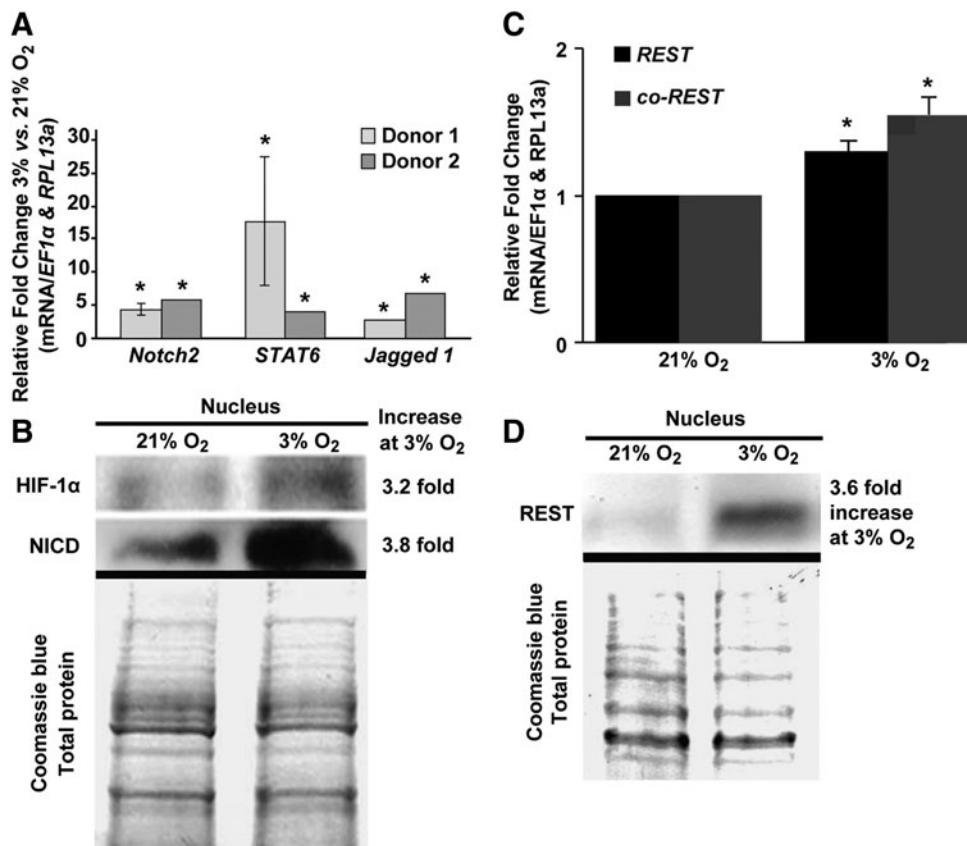 A
Relative Fold Change 3% vs. 21% O2
(mRNA/EF1α & RPL13a)
30
25
20
15
10
5
0
Donor 1
Donor 2
*
*
*
*
*
*
Notch2
STAT6
Jagged 1
B
Nucleus
21% O2
3% O2
Increase
at 3% O2
HIF-1α
3.2 fold
NICD
3.8 fold
Coomassie blue
Total protein
C
Relative Fold Change
(mRNA/EF1α & RPL13a)
2
1
0
REST
co-REST
*
*
21% O2
3% O2
D
Nucleus
21% O2
3% O2
REST
3.6 fold
increase
at 3% O2
Coomassie blue
Total protein